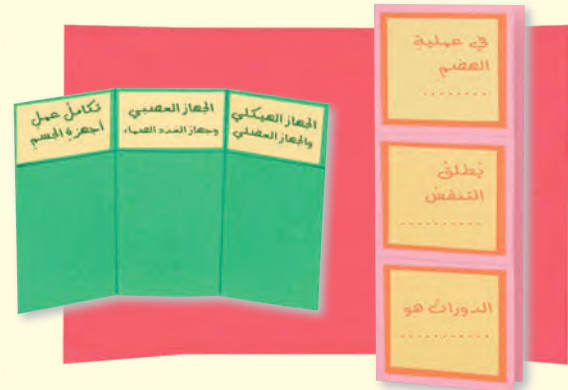 في عملية
الهضم
.........
يُطلق
التنفس
..........
الدوران هو
..........
الجهاز الهيكلي
والجهاز العضلي
الجهاز العصبي
وجهاز الغدد الصماء
تكامل عمل
أجهزة الجسم